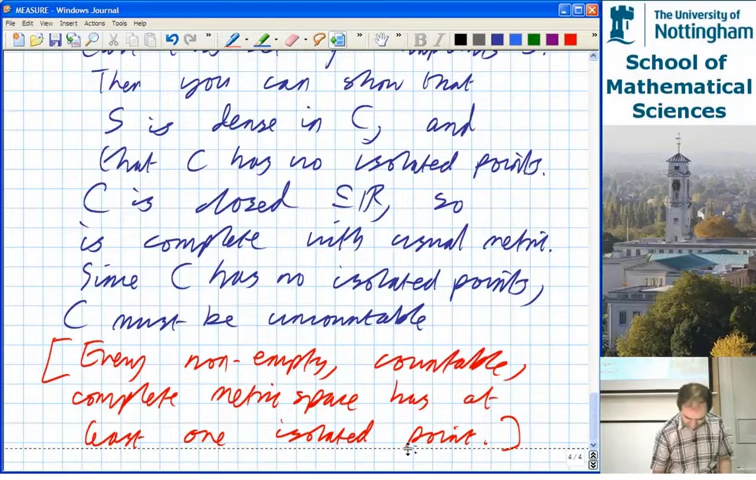 MEASURE - Windows Journal
File Edit View Insert Actions Tools Help
B
Then you can show that
S is dense in C, and
that C has no isolated points.
C is closed ⊆ ℝ, so
is complete with usual metric.
Since C has no isolated points,
C must be uncountable
[Every non-empty, countable,
complete metric space has at
least one isolated point.]
4/4
The University of
Nottingham
School of
Mathematical
Sciences